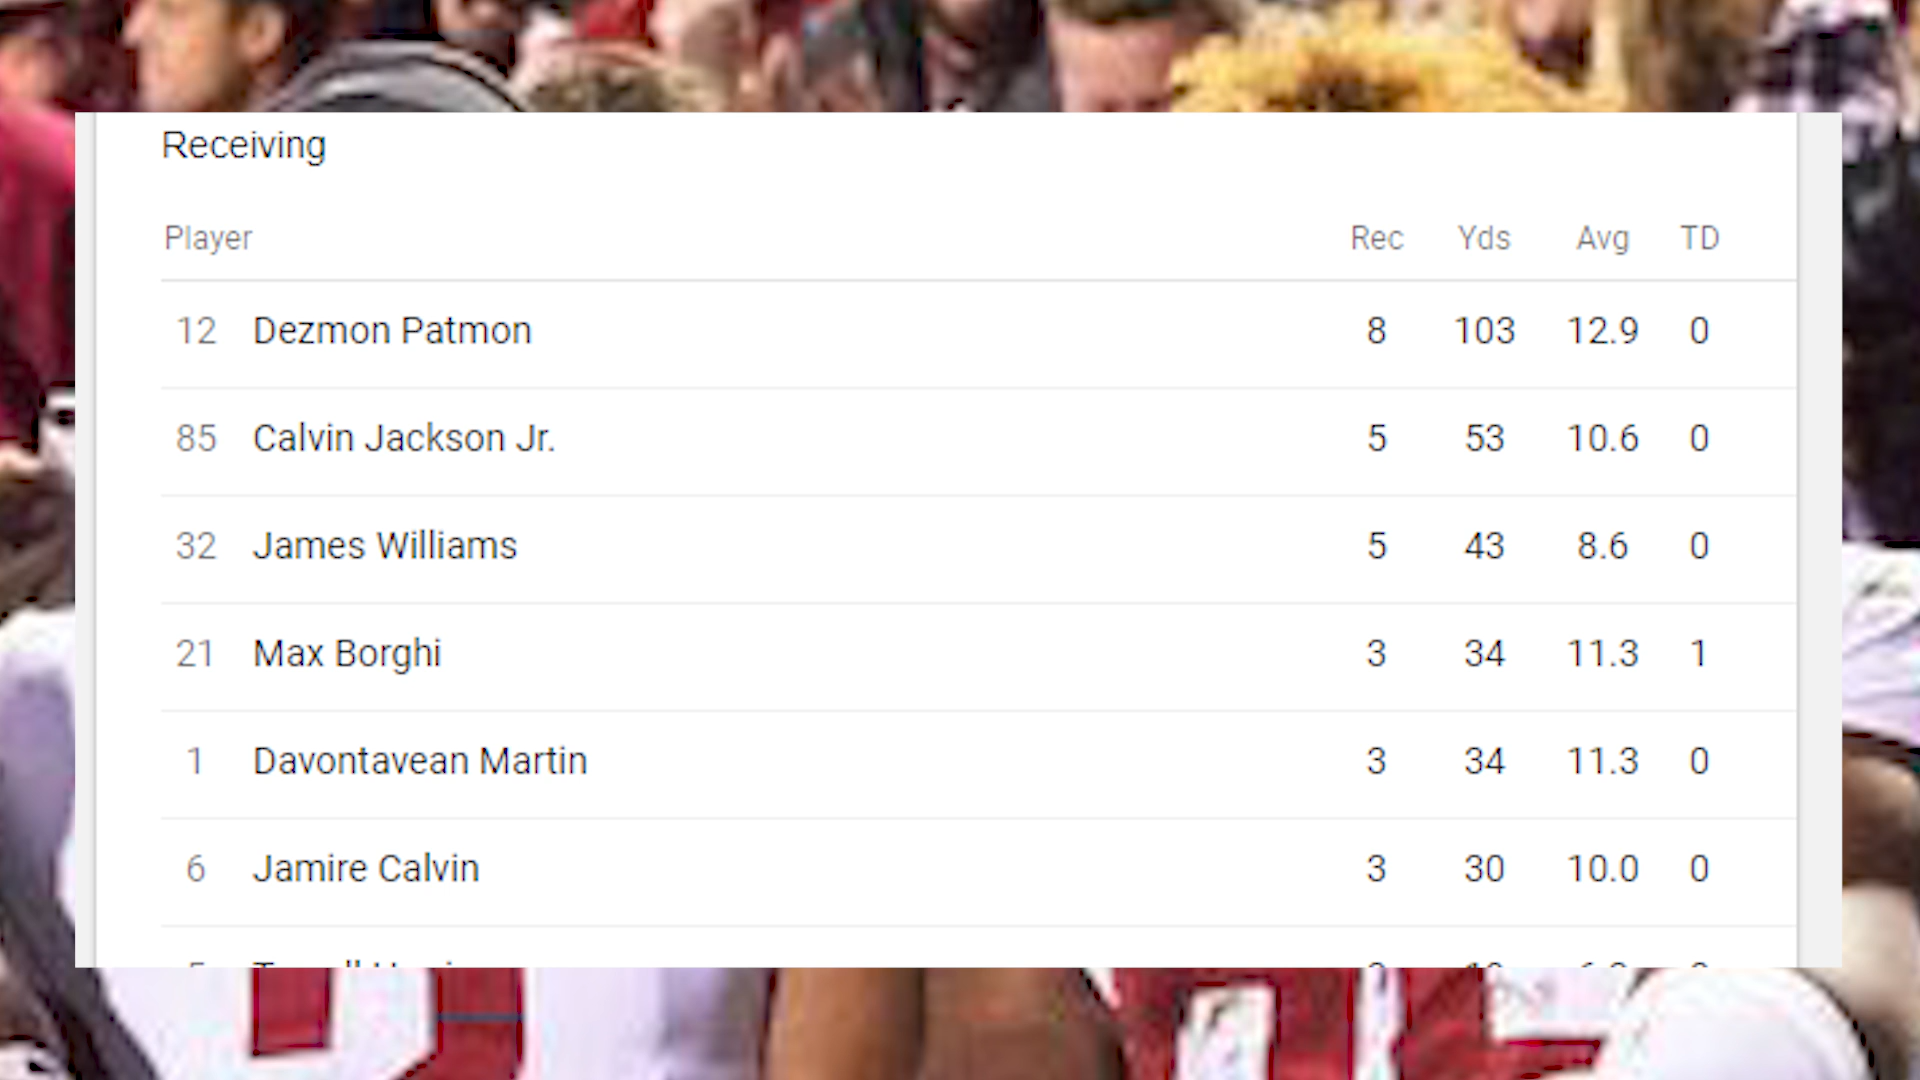 Receiving
Player Rec Yds Avg TD
12 Dezmon Patmon 8 103 12.9 0
85 Calvin Jackson Jr. 5 53 10.6 0
32 James Williams 5 43 8.6 0
21 Max Borghi 3 34 11.3 1
1 Davontavean Martin 3 34 11.3 0
6 Jamire Calvin 3 30 10.0 0